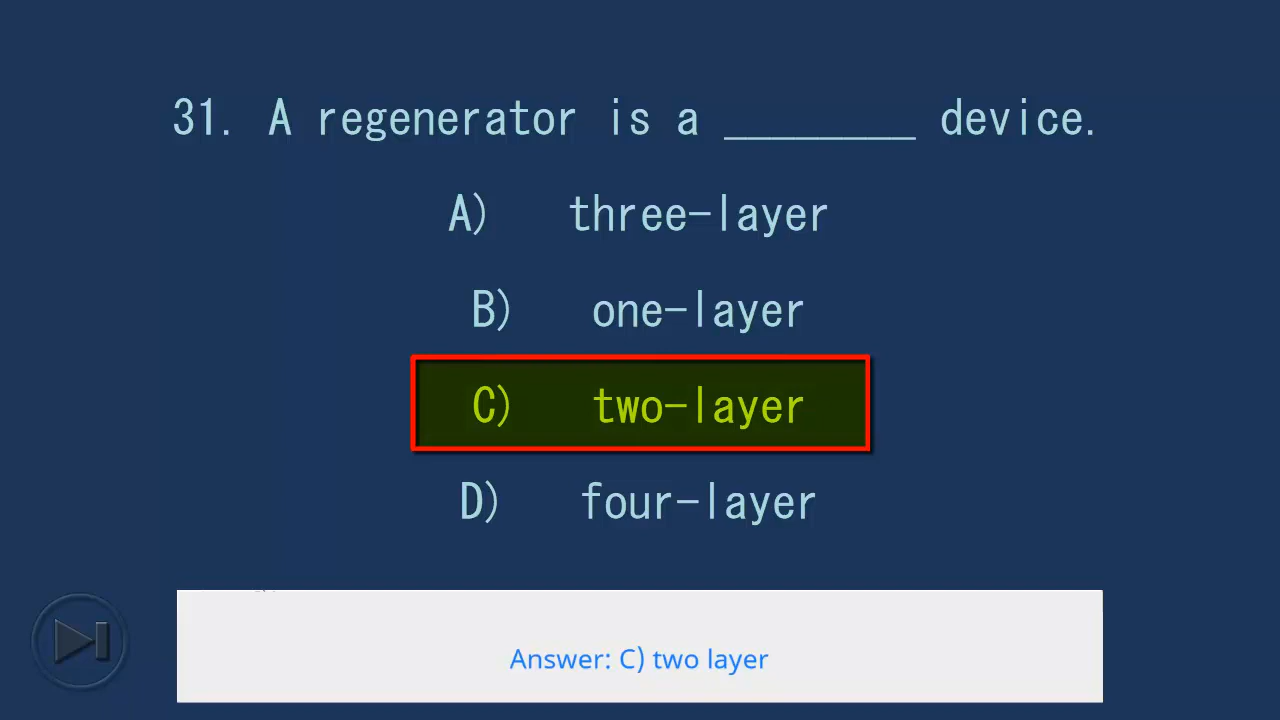 31. A regenerator is a ________ device.
A) three-layer
B) one-layer
C) two-layer
D) four-layer
Answer: C) two layer